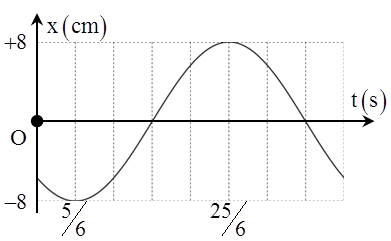 x(cm)
+8
t(s)
O
–8
5/6
25/6